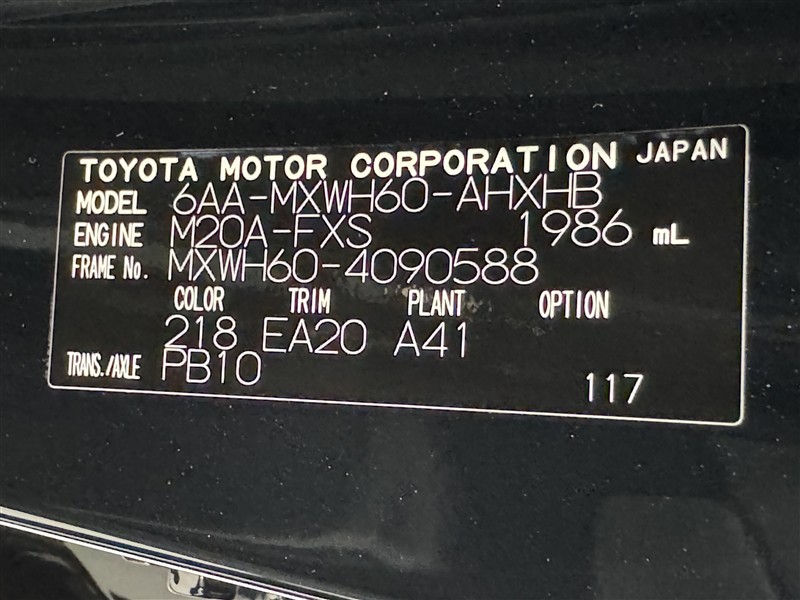 TOYOTA MOTOR CORPORATION JAPAN
MODEL 6AA-MXWH60-AHXHB
ENGINE M20A-FXS 1986 mL
FRAME No. MXWH60-4090588
COLOR TRIM PLANT OPTION
218 EA20 A41
TRANS./AXLE PB10
117